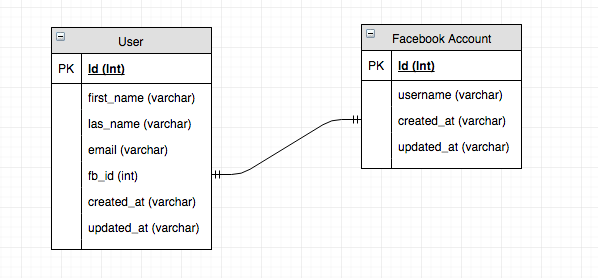 User
PK Id (Int)
first_name (varchar)
las_name (varchar)
email (varchar)
fb_id (int)
created_at (varchar)
updated_at (varchar)
Facebook Account
PK Id (Int)
username (varchar)
created_at (varchar)
updated_at (varchar)